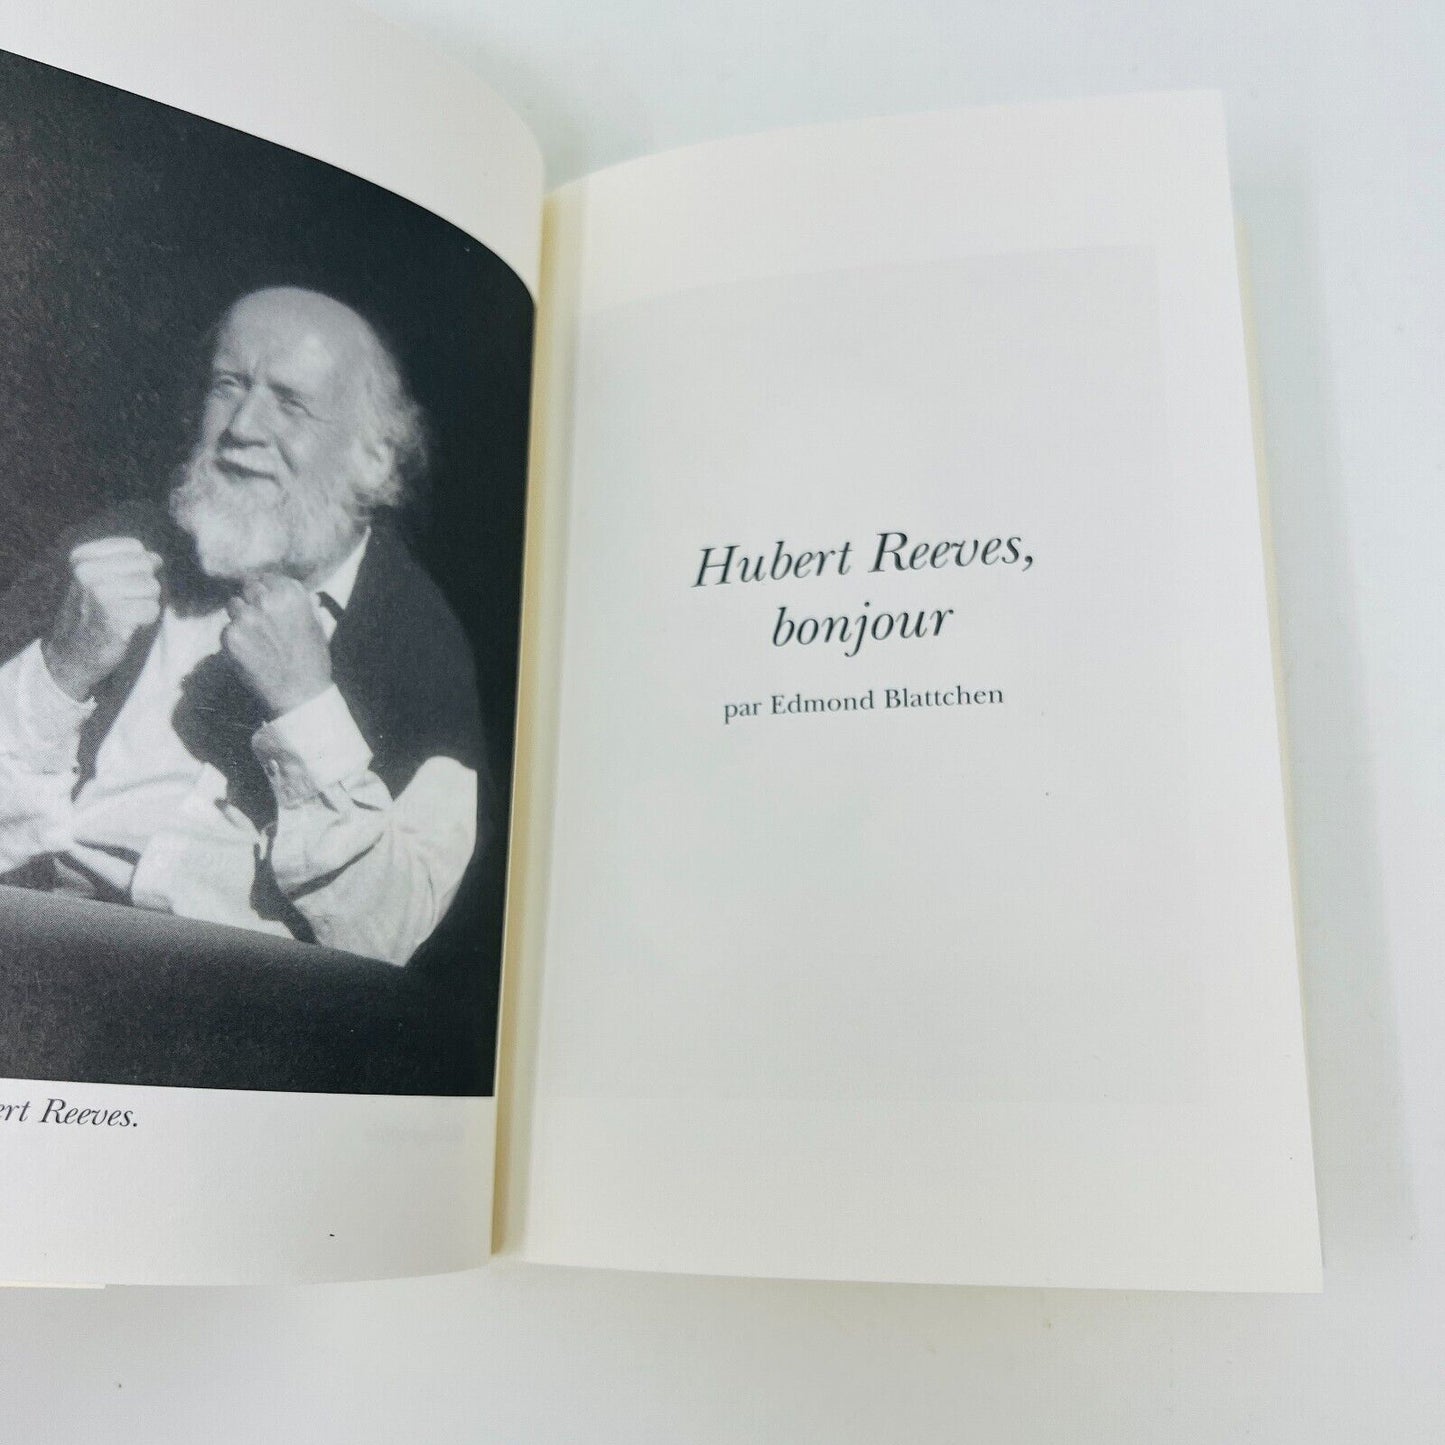 ert Reeves.
Hubert Reeves,
bonjour
par Edmond Blattchen